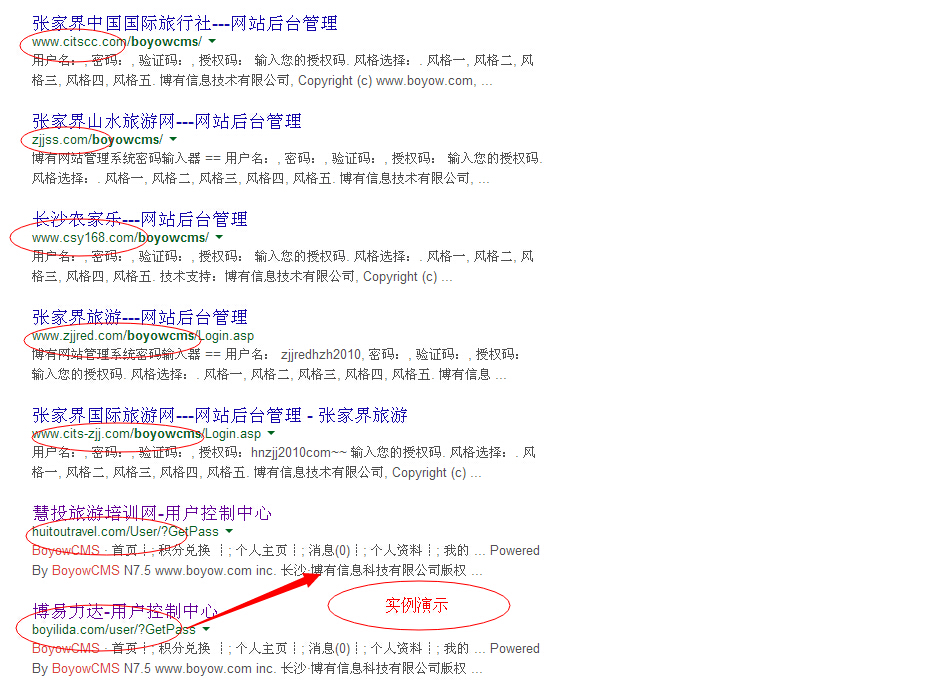 张家界中国国际旅行社---网站后台管理
www.citscc.com/boyowcms/
用户名：, 密码：, 验证码：, 授权码： 输入您的授权码. 风格选择：. 风格一, 风格二, 风
格三, 风格四, 风格五. 博有信息技术有限公司, Copyright (c) www.boyow.com, ...
张家界山水旅游网---网站后台管理
zjjss.com/boyowcms/
博有网站管理系统密码输入器 == 用户名：, 密码：, 验证码：, 授权码： 输入您的授权码.
风格选择：. 风格一, 风格二, 风格三, 风格四, 风格五. 博有信息技术有限公司, ...
长沙农家乐---网站后台管理
www.csy168.com/boyowcms/
用户名：, 密码：, 验证码：, 授权码： 输入您的授权码. 风格选择：. 风格一, 风格二, 风
格三, 风格四, 风格五. 技术支持：博有信息技术有限公司, Copyright (c) ...
张家界旅游---网站后台管理
www.zjjred.com/boyowcms/Login.asp
博有网站管理系统密码输入器 == 用户名： zjjredhzh2010, 密码：, 验证码：, 授权码：
输入您的授权码. 风格选择：. 风格一, 风格二, 风格三, 风格四, 风格五. 博有信息 ...
张家界国际旅游网---网站后台管理 - 张家界旅游
www.cits-zjj.com/boyowcms/Login.asp
用户名：, 密码：, 验证码：, 授权码：hnzjj2010com~~ 输入您的授权码. 风格选择：. 风
格一, 风格二, 风格三, 风格四, 风格五. 博有信息技术有限公司, Copyright (c) ...
慧投旅游培训网-用户控制中心
huitoutravel.com/User/?GetPass
BoyowCMS · 首页┆; 积分兑换 ┆; 个人主页┆; 消息(0)┆; 个人资料┆; 我的 ... Powered
By BoyowCMS N7.5 www.boyow.com inc. 长沙·博有信息科技有限公司版权 ...
实例演示
博易力达-用户控制中心
boyilida.com/user/?GetPass
BoyowCMS · 首页┆; 积分兑换 ┆; 个人主页┆; 消息(0)┆; 个人资料┆; 我的 ... Powered
By BoyowCMS N7.5 www.boyow.com inc. 长沙·博有信息科技有限公司版权 ...